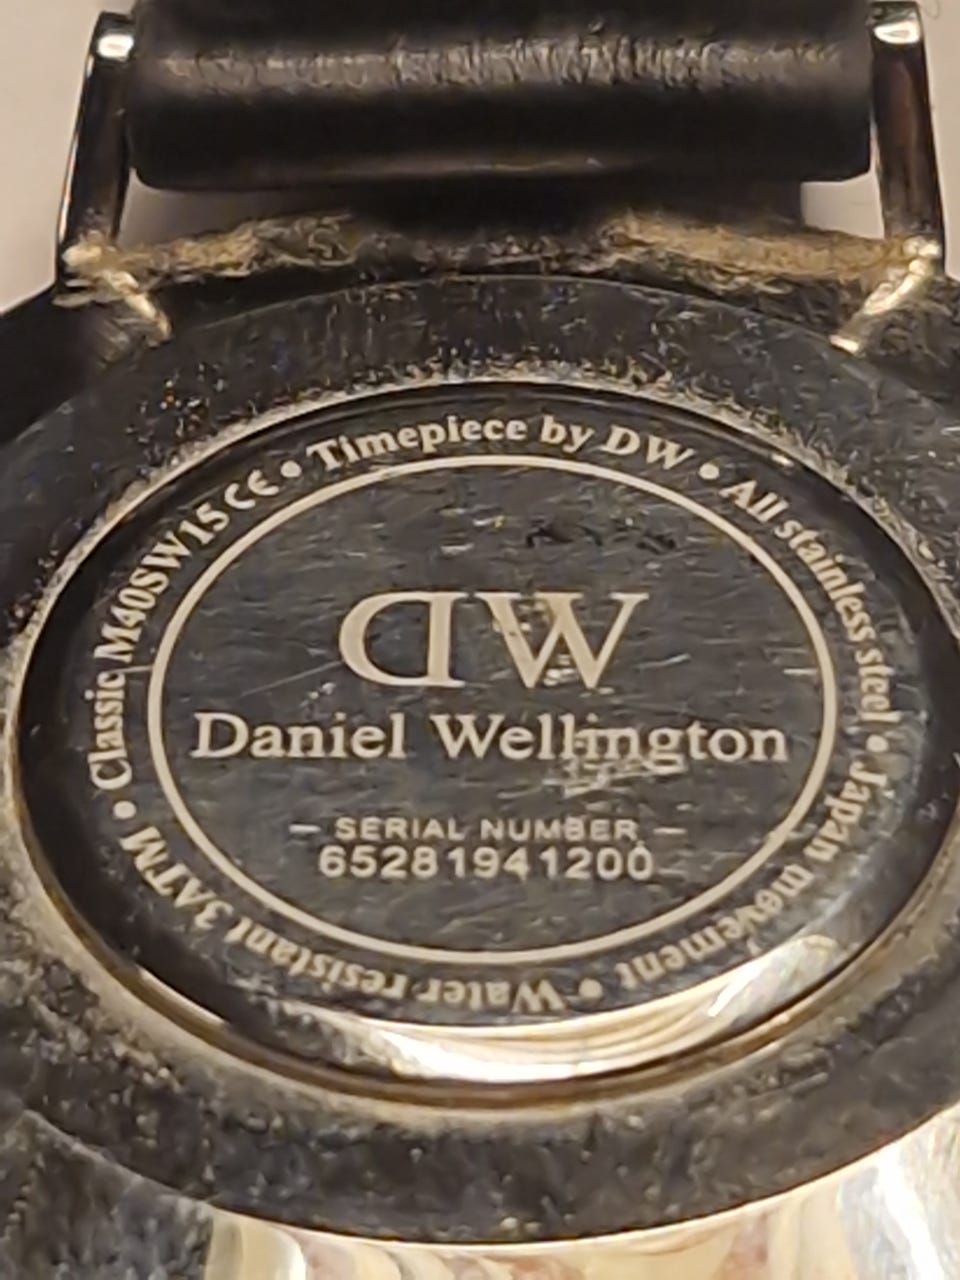 Timepiece by DW • All stainless steel • Japan movement • Water resistant 3ATM • Classic M40SW15 CE •
DW
Daniel Wellington
– SERIAL NUMBER –
65281941200